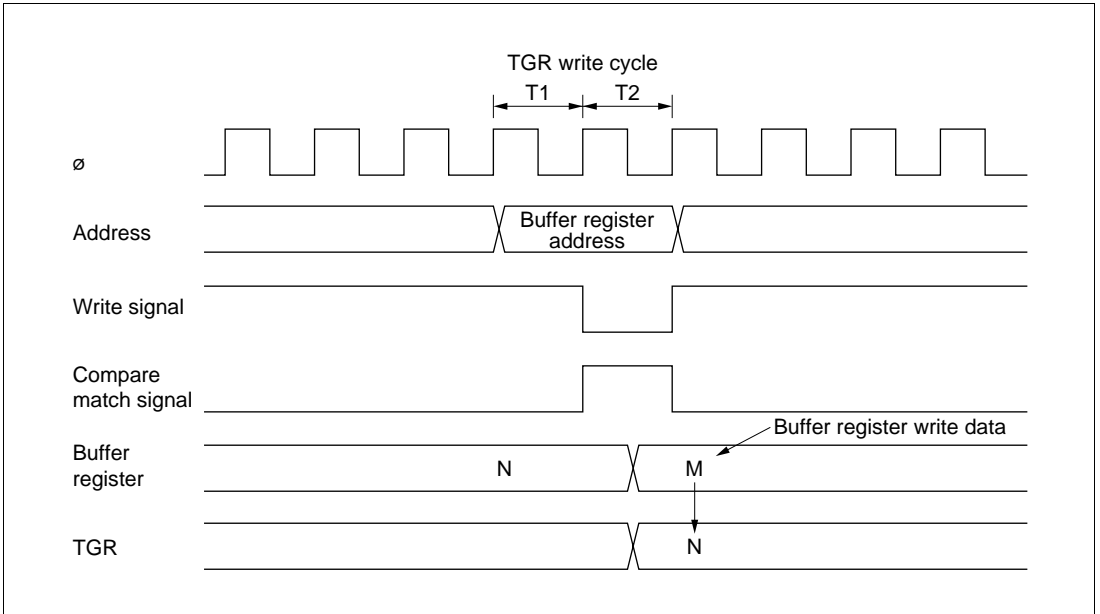 TGR write cycle
T1 T2
ø
Address
Buffer register
address
Write signal
Compare
match signal
Buffer register write data
Buffer
register
N M
TGR
N